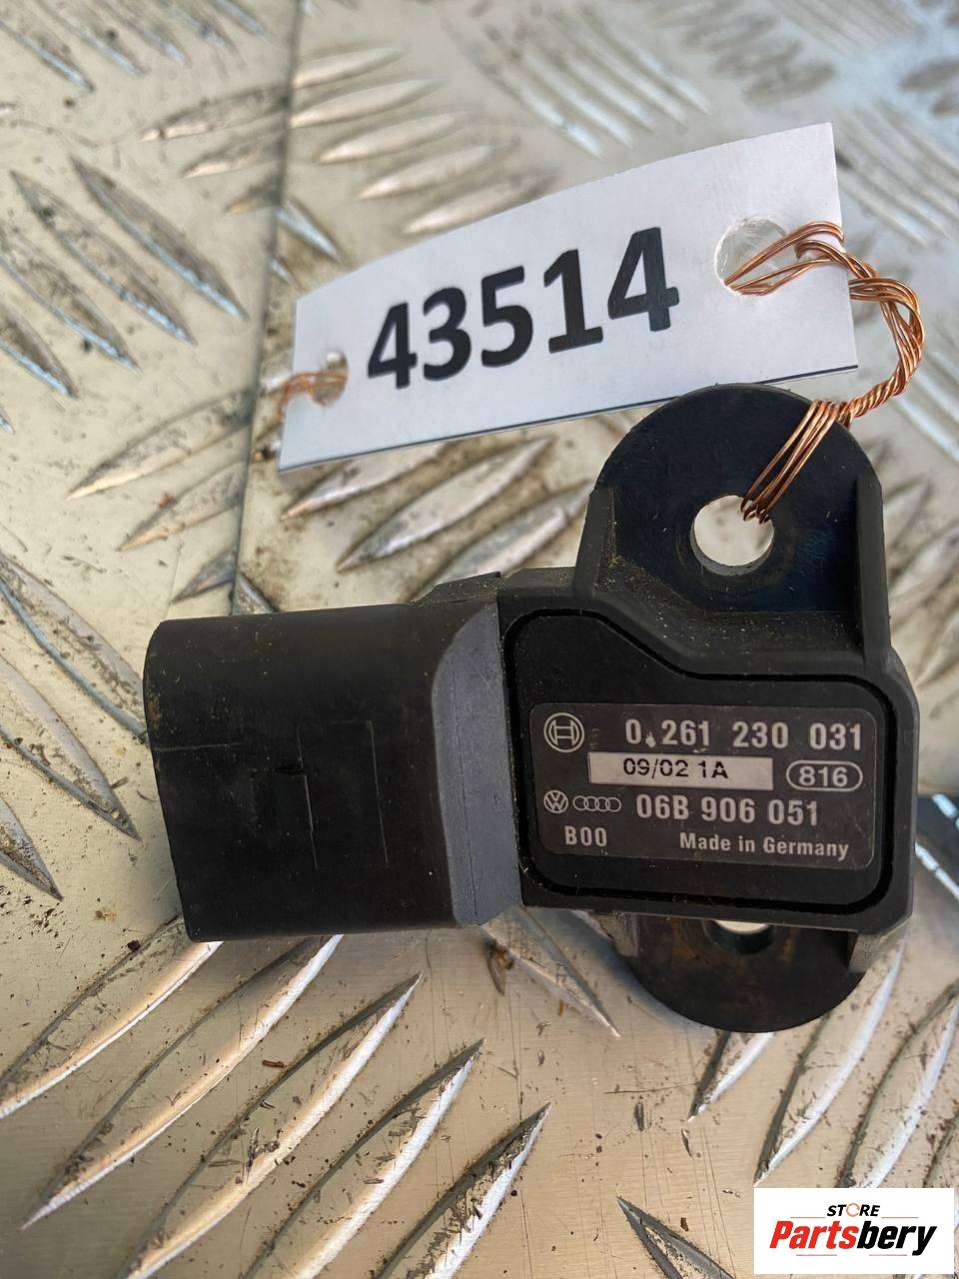 43514
0 261 230 031
09/02 1A
816
06B 906 051
B00
Made in Germany
STORE
Partsbery